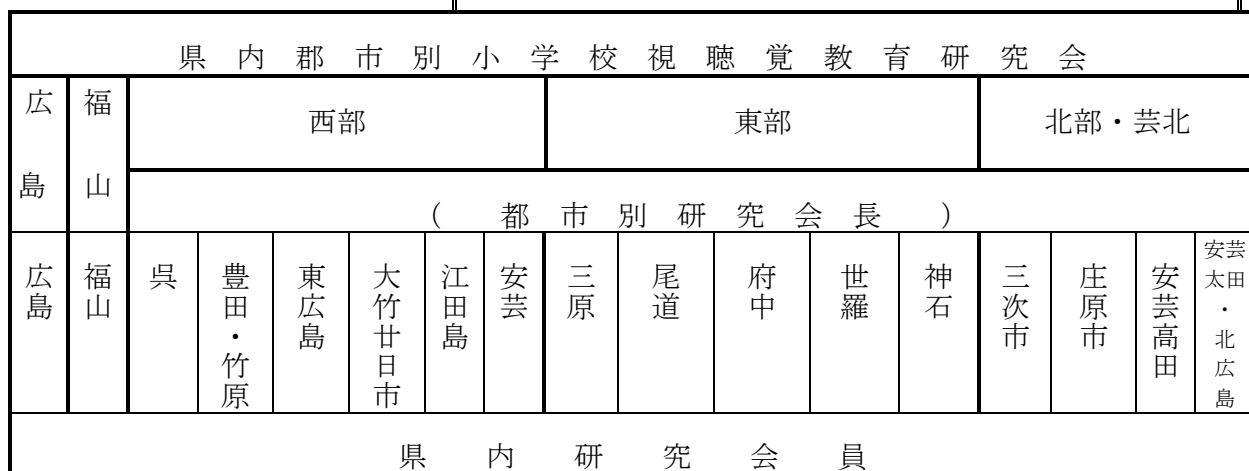 県内郡市別小学校視聴覚教育研究会
広島
福山
西部
東部
北部・芸北
(都市別研究会長)
広島
福山
呉
豊田・竹原
東広島
大竹廿日市
江田島
安芸
三原
尾道
府中
世羅
神石
三次市
庄原市
安芸高田
安芸太田・北広島
県内研究会員